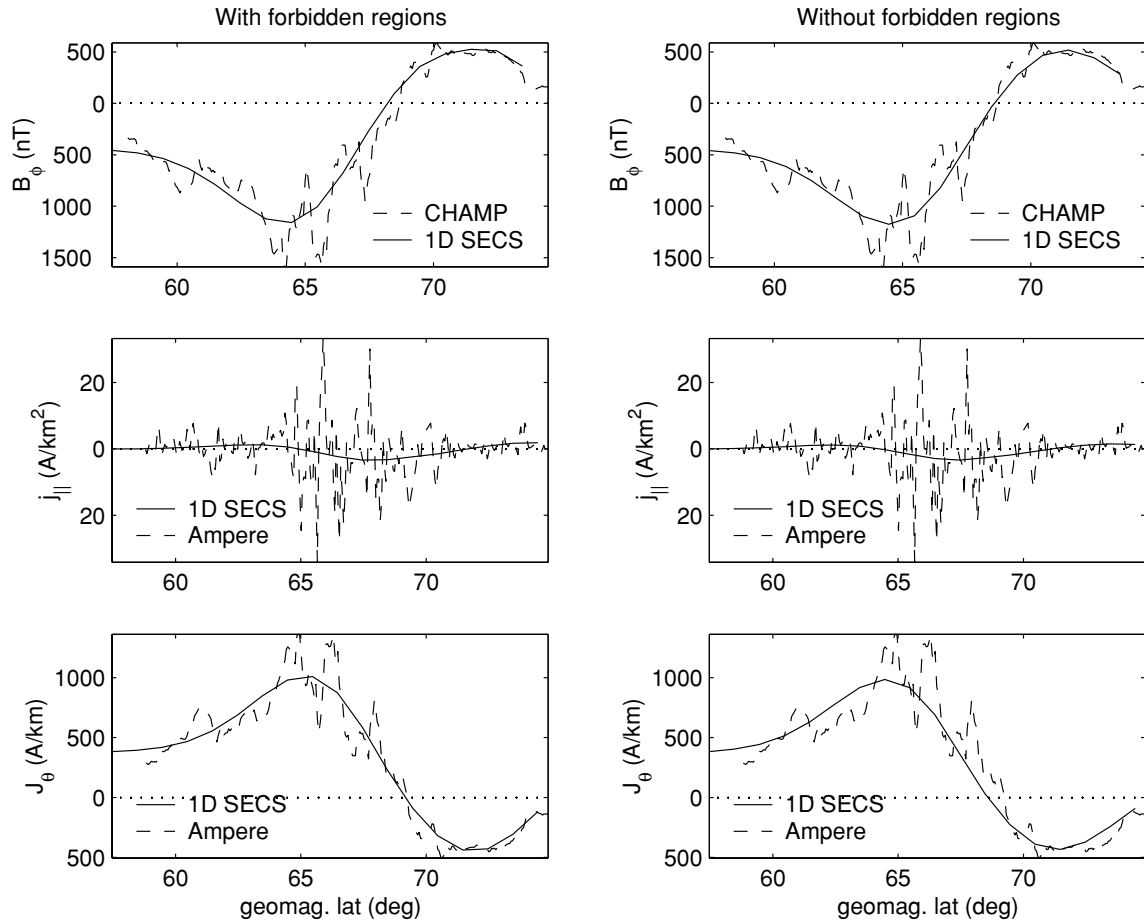 With forbidden regions
Without forbidden regions
500
0
500
1000
1500
B_ϕ (nT)
CHAMP
1D SECS
60
65
70
500
0
500
1000
1500
B_ϕ (nT)
CHAMP
1D SECS
60
65
70
20
0
20
j_|| (A/km²)
1D SECS
Ampere
60
65
70
20
0
20
j_|| (A/km²)
1D SECS
Ampere
60
65
70
1000
500
0
500
J_θ (A/km)
1D SECS
Ampere
60
65
70
geomag. lat (deg)
1000
500
0
500
J_θ (A/km)
1D SECS
Ampere
60
65
70
geomag. lat (deg)